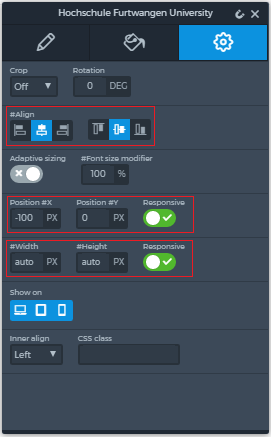 Hochschule Furtwangen University
Crop Rotation
Off 0 DEG
#Align
Adaptive sizing #Font size modifier
100 %
Position #X Position #Y Responsive
-100 PX 0 PX
#Width #Height Responsive
auto PX auto PX
Show on
Inner align CSS class
Left